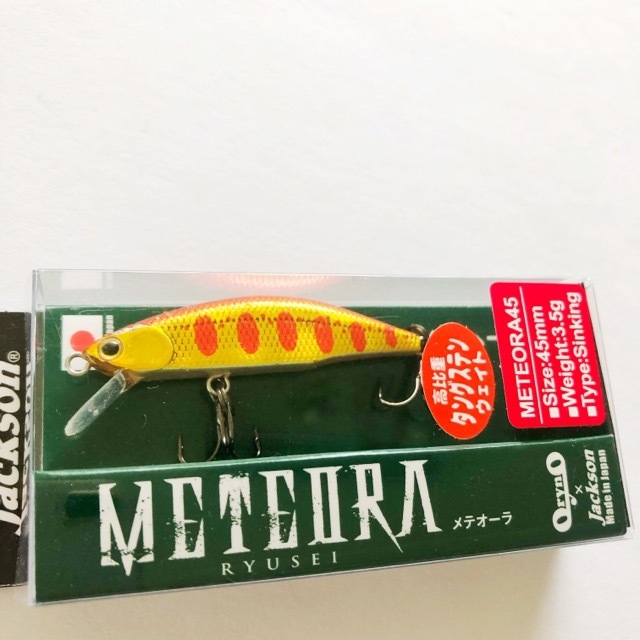 Jackson®
METEORA45
■Size:45mm
■Weight:3.5g
■Type:Sinking
高比重
タングステン
ウェイト
METEORA
メテオーラ
RYUSEI
OrynO
×
Jackson
Made in Japan